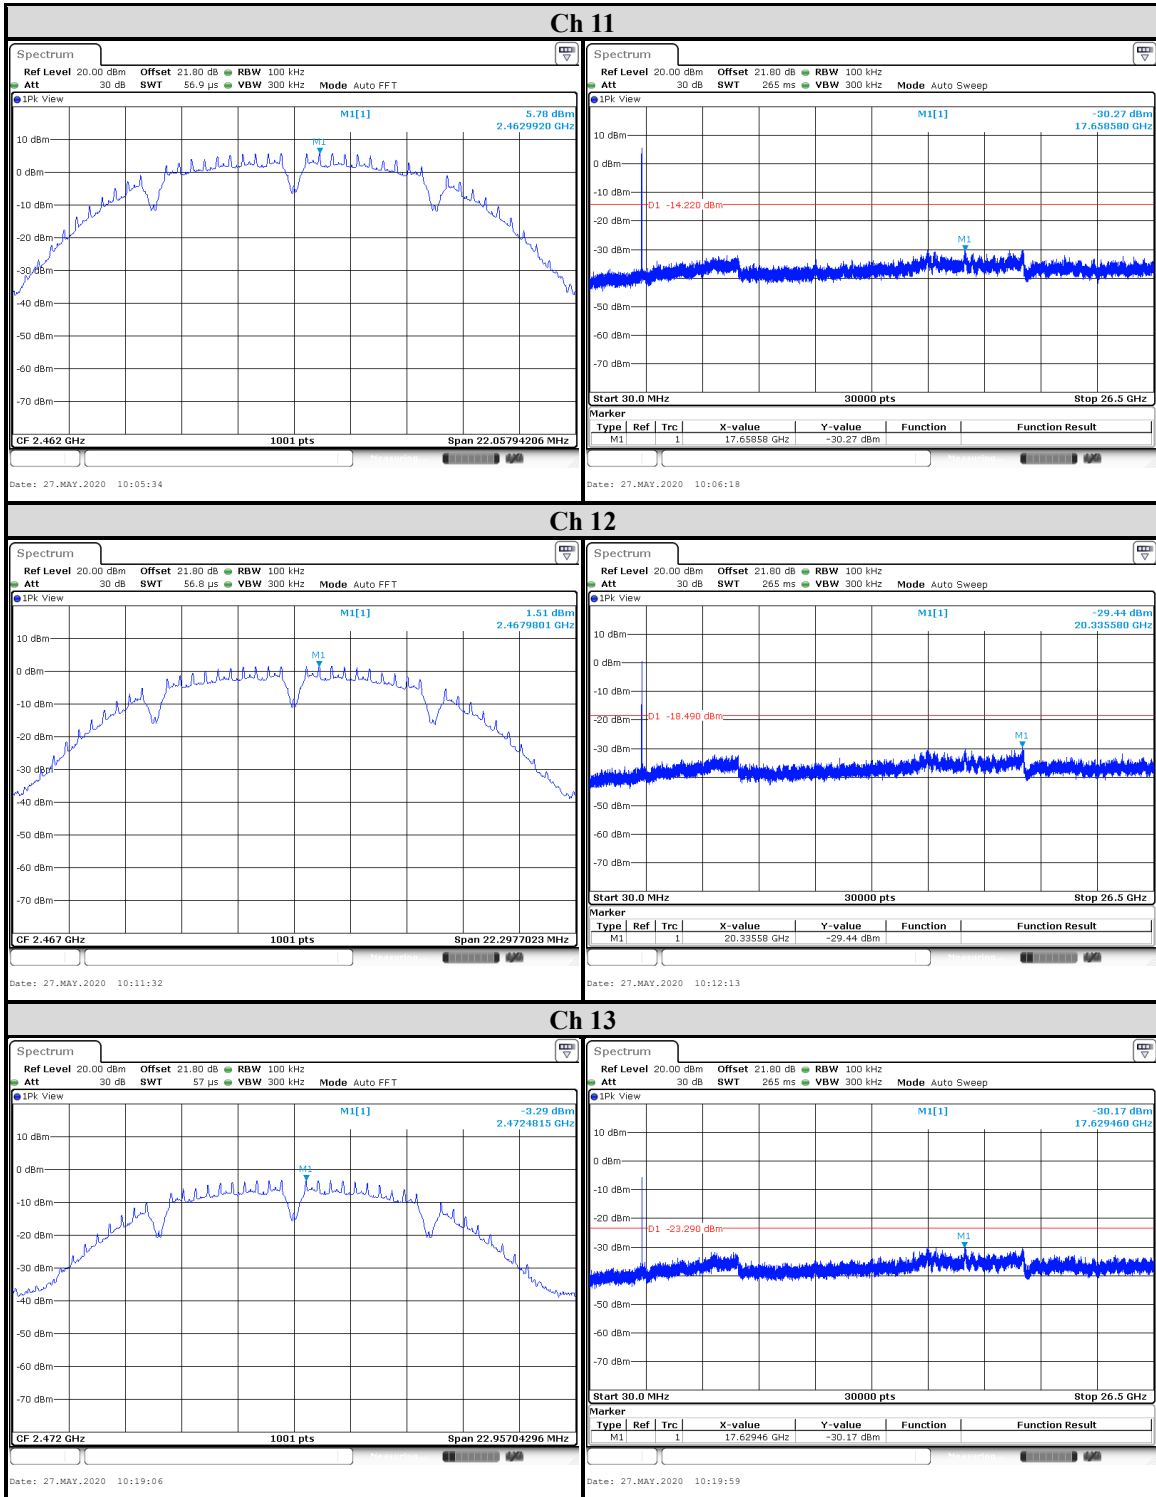 Ch 11
Spectrum
Ref Level 20.00 dBm Offset 21.80 dB RBW 100 kHz
Att 30 dB SWT 56.9 µs VBW 300 kHz Mode Auto FFT
1Pk View
M1[1] 5.78 dBm
2.4629920 GHz
M1
10 dBm
0 dBm
-10 dBm
-20 dBm
-30 dBm
-40 dBm
-50 dBm
-60 dBm
-70 dBm
CF 2.462 GHz 1001 pts Span 22.05794206 MHz
Date: 27.MAY.2020 10:05:34
Spectrum
Ref Level 20.00 dBm Offset 21.80 dB RBW 100 kHz
Att 30 dB SWT 265 ms VBW 300 kHz Mode Auto Sweep
1Pk View
M1[1] -30.27 dBm
17.658580 GHz
10 dBm
0 dBm
-10 dBm
D1 -14.220 dBm
-20 dBm
M1
-30 dBm
-50 dBm
-60 dBm
-70 dBm
Start 30.0 MHz 30000 pts Stop 26.5 GHz
Marker
Type Ref Trc X-value Y-value Function Function Result
M1 1 17.65858 GHz -30.27 dBm
Measuring
Date: 27.MAY.2020 10:06:18
Ch 12
Spectrum
Ref Level 20.00 dBm Offset 21.80 dB RBW 100 kHz
Att 30 dB SWT 56.8 µs VBW 300 kHz Mode Auto FFT
1Pk View
M1[1] 1.51 dBm
2.4679801 GHz
10 dBm
M1
0 dBm
-10 dBm
-20 dBm
-30 dBm
-40 dBm
-50 dBm
-60 dBm
-70 dBm
CF 2.467 GHz 1001 pts Span 22.2977023 MHz
Measuring
Date: 27.MAY.2020 10:11:32
Spectrum
Ref Level 20.00 dBm Offset 21.80 dB RBW 100 kHz
Att 30 dB SWT 265 ms VBW 300 kHz Mode Auto Sweep
1Pk View
M1[1] -29.44 dBm
20.335580 GHz
10 dBm
0 dBm
-10 dBm
D1 -18.490 dBm
-20 dBm
M1
-30 dBm
-40 dBm
-50 dBm
-60 dBm
-70 dBm
Start 30.0 MHz 30000 pts Stop 26.5 GHz
Marker
Type Ref Trc X-value Y-value Function Function Result
M1 1 20.33558 GHz -29.44 dBm
Measuring
Date: 27.MAY.2020 10:12:13
Ch 13
Spectrum
Ref Level 20.00 dBm Offset 21.80 dB RBW 100 kHz
Att 30 dB SWT 57 µs VBW 300 kHz Mode Auto FFT
1Pk View
M1[1] -3.29 dBm
2.4724815 GHz
10 dBm
0 dBm
M1
-10 dBm
-20 dBm
-30 dBm
-40 dBm
-50 dBm
-60 dBm
-70 dBm
CF 2.472 GHz 1001 pts Span 22.95704296 MHz
Date: 27.MAY.2020 10:19:06
Spectrum
Ref Level 20.00 dBm Offset 21.80 dB RBW 100 kHz
Att 30 dB SWT 265 ms VBW 300 kHz Mode Auto Sweep
1Pk View
M1[1] -30.17 dBm
17.629460 GHz
10 dBm
0 dBm
-10 dBm
-20 dBm
D1 -23.290 dBm
M1
-30 dBm
-50 dBm
-60 dBm
-70 dBm
Start 30.0 MHz 30000 pts Stop 26.5 GHz
Marker
Type Ref Trc X-value Y-value Function Function Result
M1 1 17.62946 GHz -30.17 dBm
Date: 27.MAY.2020 10:19:59